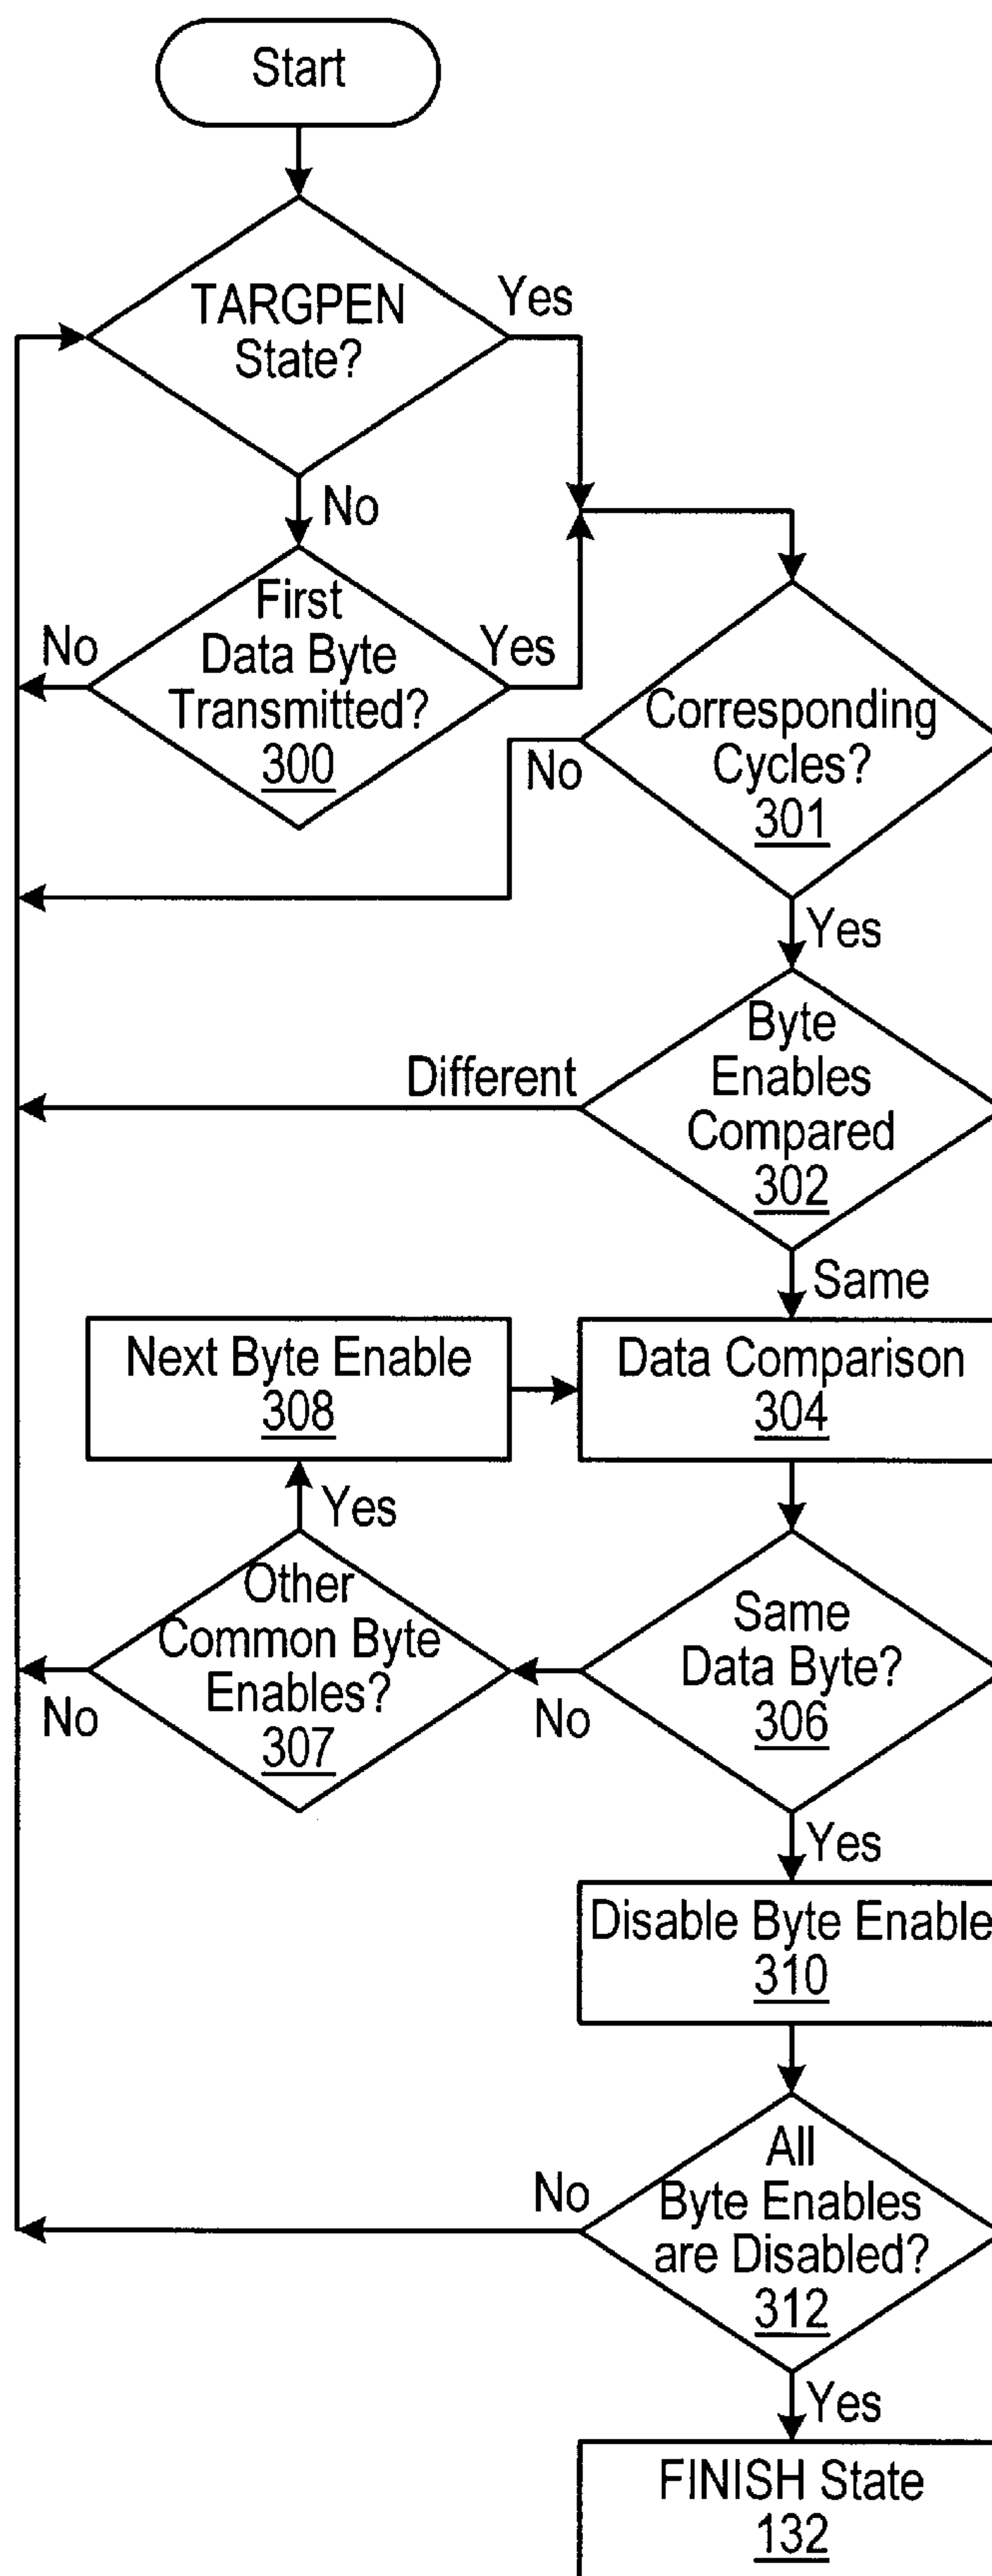 Start
TARGPEN
State?
Yes
No
First
Data Byte
Transmitted?
300
No
Yes
Corresponding
Cycles?
301
No
Yes
Byte
Enables
Compared
302
Different
Same
Next Byte Enable
308
Data Comparison
304
Yes
Other
Common Byte
Enables?
307
No
Same
Data Byte?
306
No
Yes
Disable Byte Enable
310
All
Byte Enables
are Disabled?
312
No
Yes
FINISH State
132